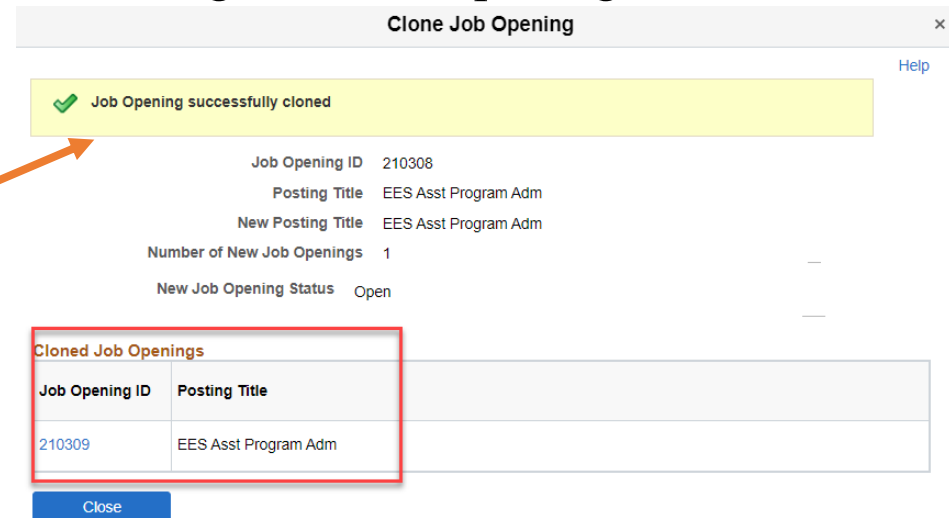 Clone Job Opening
×
Help
Job Opening successfully cloned
Job Opening ID 210308
Posting Title EES Asst Program Adm
New Posting Title EES Asst Program Adm
Number of New Job Openings 1
New Job Opening Status Open
Cloned Job Openings
Job Opening ID Posting Title
210309 EES Asst Program Adm
Close